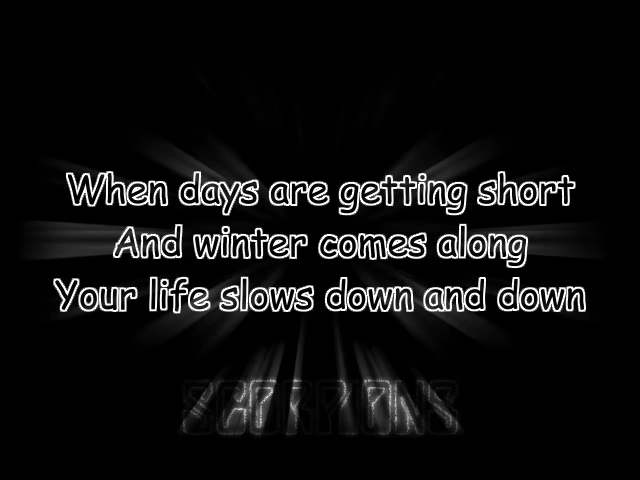 When days are getting short
And winter comes along
Your life slows down and down
SCORPIONS